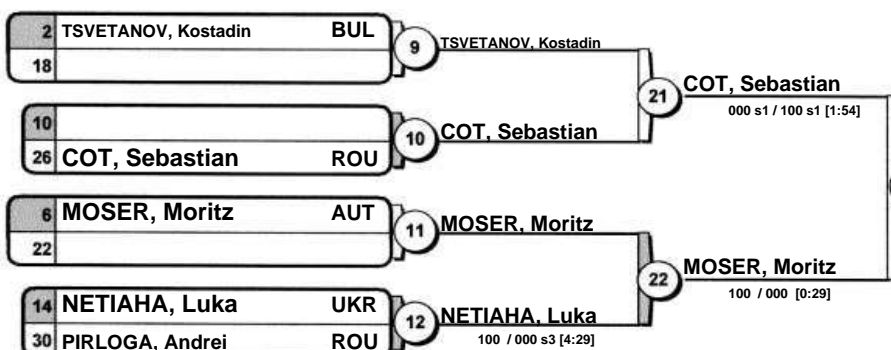 2 TSVETANOV, Kostadin BUL
18
9 TSVETANOV, Kostadin
10
26 COT, Sebastian ROU
10 COT, Sebastian
21 COT, Sebastian
000 s1 / 100 s1 [1:54]
6 MOSER, Moritz AUT
22
11 MOSER, Moritz
14 NETIAHA, Luka UKR
30 PIRLOGA, Andrei ROU
12 NETIAHA, Luka
100 / 000 s3 [4:29]
22 MOSER, Moritz
100 / 000 [0:29]